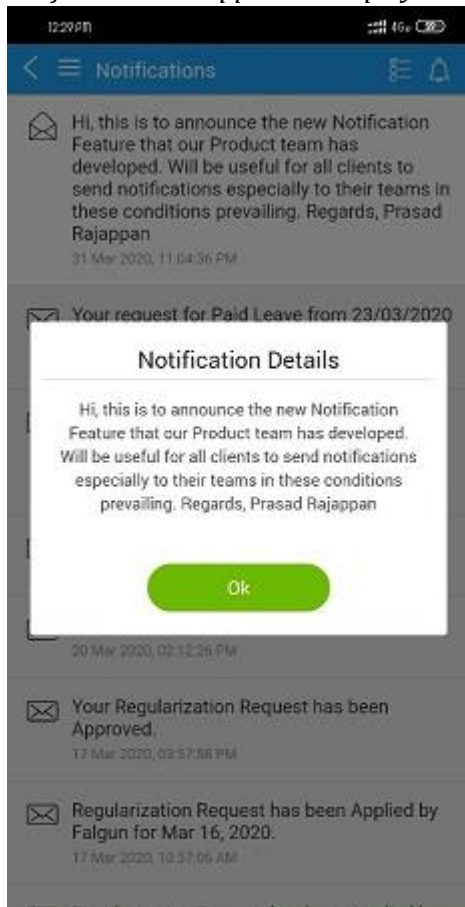 12:29PM
4G+
Notifications
Hi, this is to announce the new Notification
Feature that our Product team has
developed. Will be useful for all clients to
send notifications especially to their teams in
these conditions prevailing. Regards, Prasad
Rajappan
31 Mar 2020, 11:04:36 PM
Your request for Paid Leave from 23/03/2020
Notification Details
Hi, this is to announce the new Notification
Feature that our Product team has developed.
Will be useful for all clients to send notifications
especially to their teams in these conditions
prevailing. Regards, Prasad Rajappan
Ok
20 Mar 2020, 02:12:26 PM
Your Regularization Request has been
Approved.
17 Mar 2020, 03:57:58 PM
Regularization Request has been Applied by
Falgun for Mar 16, 2020.
17 Mar 2020, 10:57:06 AM